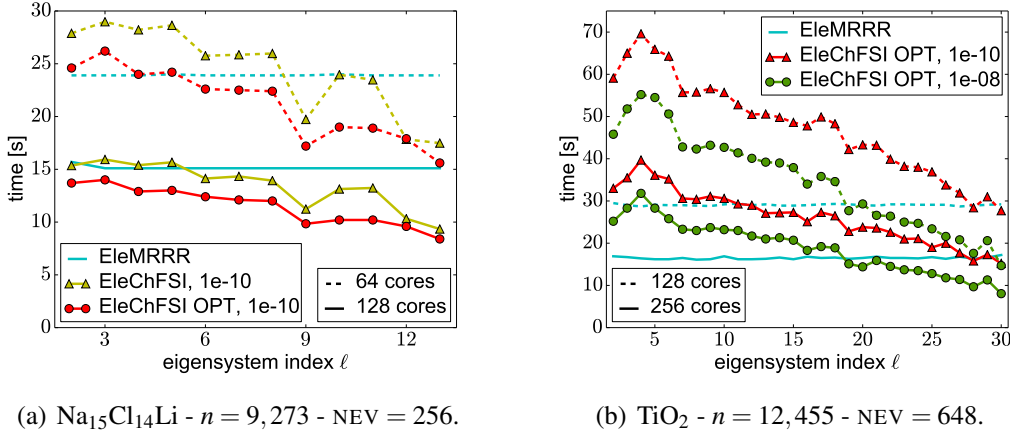 30
25
20
15
10
5
0
time [s]
EleMRRR
EleChFSI, 1e-10
EleChFSI OPT, 1e-10
64 cores
128 cores
3
6
9
12
eigensystem index ℓ
(a) Na₁₅Cl₁₄Li - n = 9,273 - NEV = 256.
70
60
50
40
30
20
10
0
time [s]
EleMRRR
EleChFSI OPT, 1e-10
EleChFSI OPT, 1e-08
128 cores
256 cores
5
10
15
20
25
30
eigensystem index ℓ
(b) TiO₂ - n = 12,455 - NEV = 648.